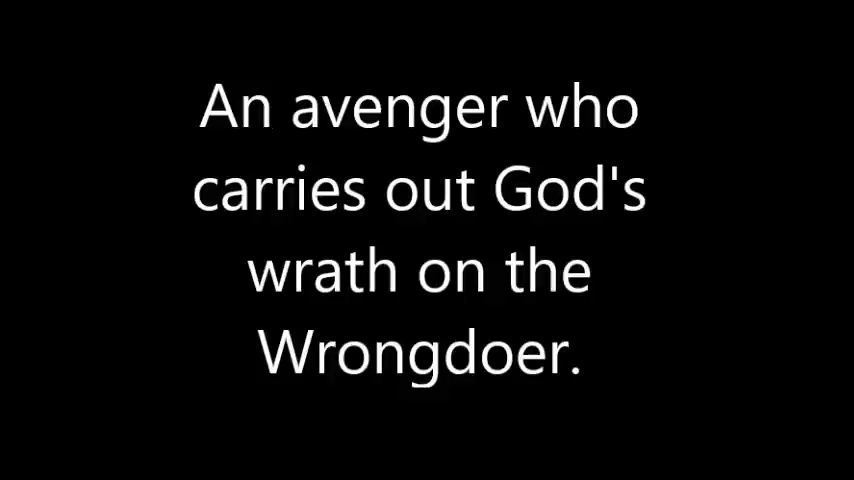 An avenger who
carries out God's
wrath on the
Wrongdoer.